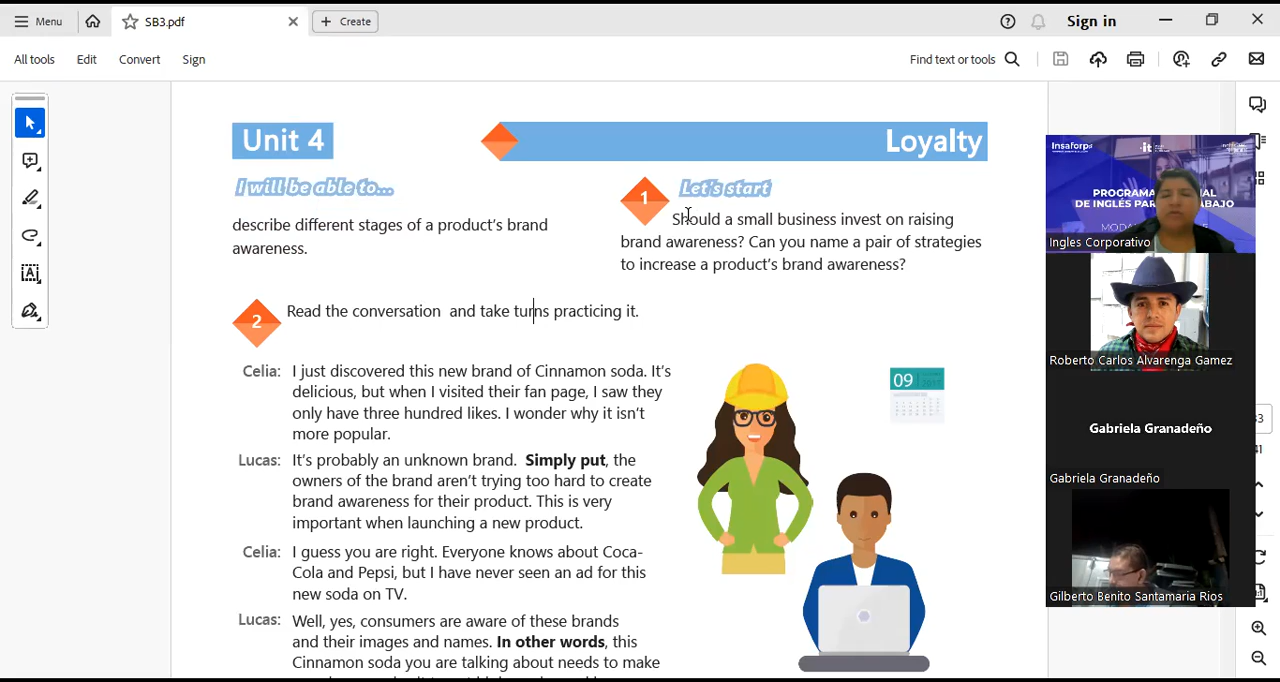 Menu
SB3.pdf
Create
Sign in
All tools
Edit
Convert
Sign
Find text or tools
Unit 4
Loyalty
I will be able to...
describe different stages of a product's brand
awareness.
1
Let's start
Should a small business invest on raising
brand awareness? Can you name a pair of strategies
to increase a product's brand awareness?
2
Read the conversation and take turns practicing it.
Celia: I just discovered this new brand of Cinnamon soda. It's
delicious, but when I visited their fan page, I saw they
only have three hundred likes. I wonder why it isn't
more popular.
Lucas: It's probably an unknown brand. Simply put, the
owners of the brand aren't trying too hard to create
brand awareness for their product. This is very
important when launching a new product.
Celia: I guess you are right. Everyone knows about Coca-
Cola and Pepsi, but I have never seen an ad for this
new soda on TV.
Lucas: Well, yes, consumers are aware of these brands
and their images and names. In other words, this
Cinnamon soda you are talking about needs to make
09
Insaforp
it
Ingles Corporativo
Roberto Carlos Alvarenga Gamez
Gabriela Granadeño
Gabriela Granadeño
Gilberto Benito Santamaria Rios